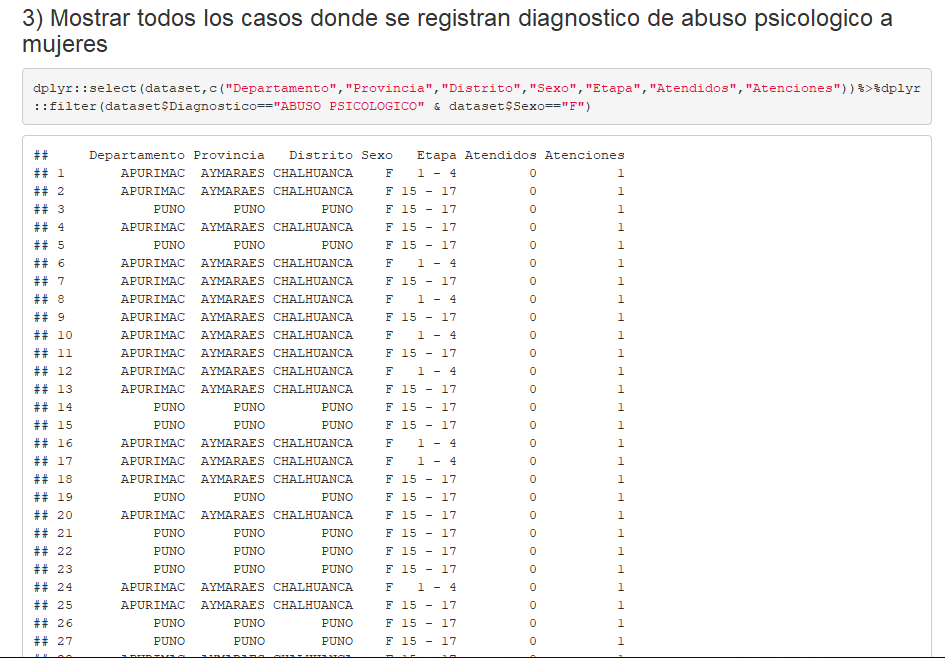 3) Mostrar todos los casos donde se registran diagnostico de abuso psicologico a
mujeres
dplyr::select(dataset,c("Departamento","Provincia","Distrito","Sexo","Etapa","Atendidos","Atenciones"))%>%dplyr
::filter(dataset$Diagnostico=="ABUSO PSICOLOGICO" & dataset$Sexo=="F")
##     Departamento Provincia   Distrito Sexo   Etapa Atendidos Atenciones
## 1       APURIMAC  AYMARAES CHALHUANCA    F   1 - 4         0          1
## 2       APURIMAC  AYMARAES CHALHUANCA    F 15 - 17         0          1
## 3           PUNO      PUNO       PUNO    F 15 - 17         0          1
## 4       APURIMAC  AYMARAES CHALHUANCA    F 15 - 17         0          1
## 5           PUNO      PUNO       PUNO    F 15 - 17         0          1
## 6       APURIMAC  AYMARAES CHALHUANCA    F   1 - 4         0          1
## 7       APURIMAC  AYMARAES CHALHUANCA    F 15 - 17         0          1
## 8       APURIMAC  AYMARAES CHALHUANCA    F   1 - 4         0          1
## 9       APURIMAC  AYMARAES CHALHUANCA    F 15 - 17         0          1
## 10      APURIMAC  AYMARAES CHALHUANCA    F   1 - 4         0          1
## 11      APURIMAC  AYMARAES CHALHUANCA    F 15 - 17         0          1
## 12      APURIMAC  AYMARAES CHALHUANCA    F   1 - 4         0          1
## 13      APURIMAC  AYMARAES CHALHUANCA    F 15 - 17         0          1
## 14          PUNO      PUNO       PUNO    F 15 - 17         0          1
## 15          PUNO      PUNO       PUNO    F 15 - 17         0          1
## 16      APURIMAC  AYMARAES CHALHUANCA    F   1 - 4         0          1
## 17      APURIMAC  AYMARAES CHALHUANCA    F   1 - 4         0          1
## 18      APURIMAC  AYMARAES CHALHUANCA    F 15 - 17         0          1
## 19          PUNO      PUNO       PUNO    F 15 - 17         0          1
## 20      APURIMAC  AYMARAES CHALHUANCA    F 15 - 17         0          1
## 21          PUNO      PUNO       PUNO    F 15 - 17         0          1
## 22          PUNO      PUNO       PUNO    F 15 - 17         0          1
## 23          PUNO      PUNO       PUNO    F 15 - 17         0          1
## 24      APURIMAC  AYMARAES CHALHUANCA    F   1 - 4         0          1
## 25      APURIMAC  AYMARAES CHALHUANCA    F 15 - 17         0          1
## 26          PUNO      PUNO       PUNO    F 15 - 17         0          1
## 27          PUNO      PUNO       PUNO    F 15 - 17         0          1